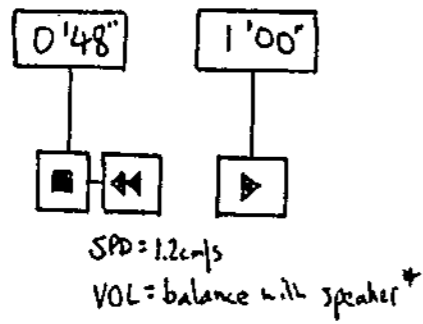 0'48" 1'00"
SPD = 1.2cm/s
VOL = balance with speaker*